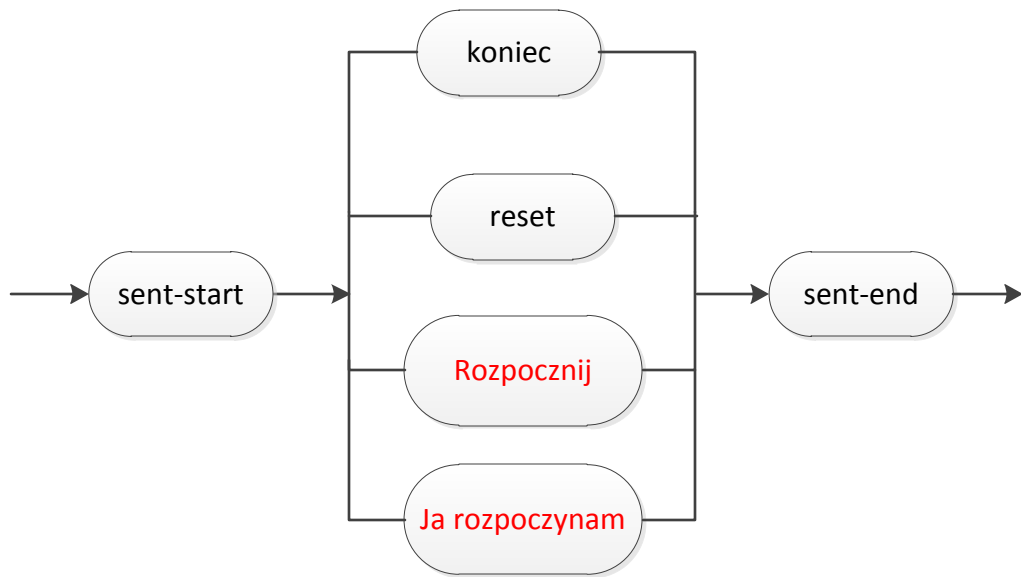 koniec
reset
sent-start
sent-end
Rozpocznij
Ja rozpoczynam